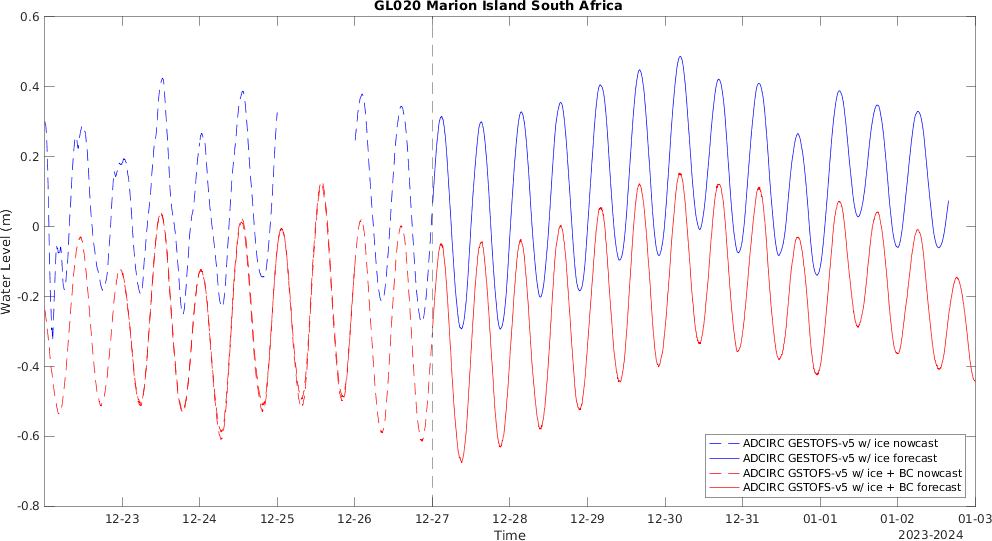 GL020 Marion Island South Africa
Water Level (m)
0.6
0.4
0.2
0
-0.2
-0.4
-0.6
-0.8
ADCIRC GESTOFS-v5 w/ ice nowcast
ADCIRC GESTOFS-v5 w/ ice forecast
ADCIRC GSTOFS-v5 w/ ice + BC nowcast
ADCIRC GSTOFS-v5 w/ ice + BC forecast
12-23 12-24 12-25 12-26 12-27 12-28 12-29 12-30 12-31 01-01 01-02 01-03
Time
2023-2024